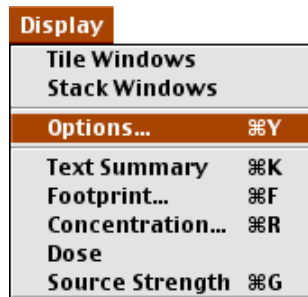 Display
Tile Windows
Stack Windows
Options... ⌘Y
Text Summary ⌘K
Footprint... ⌘F
Concentration... ⌘R
Dose
Source Strength ⌘G